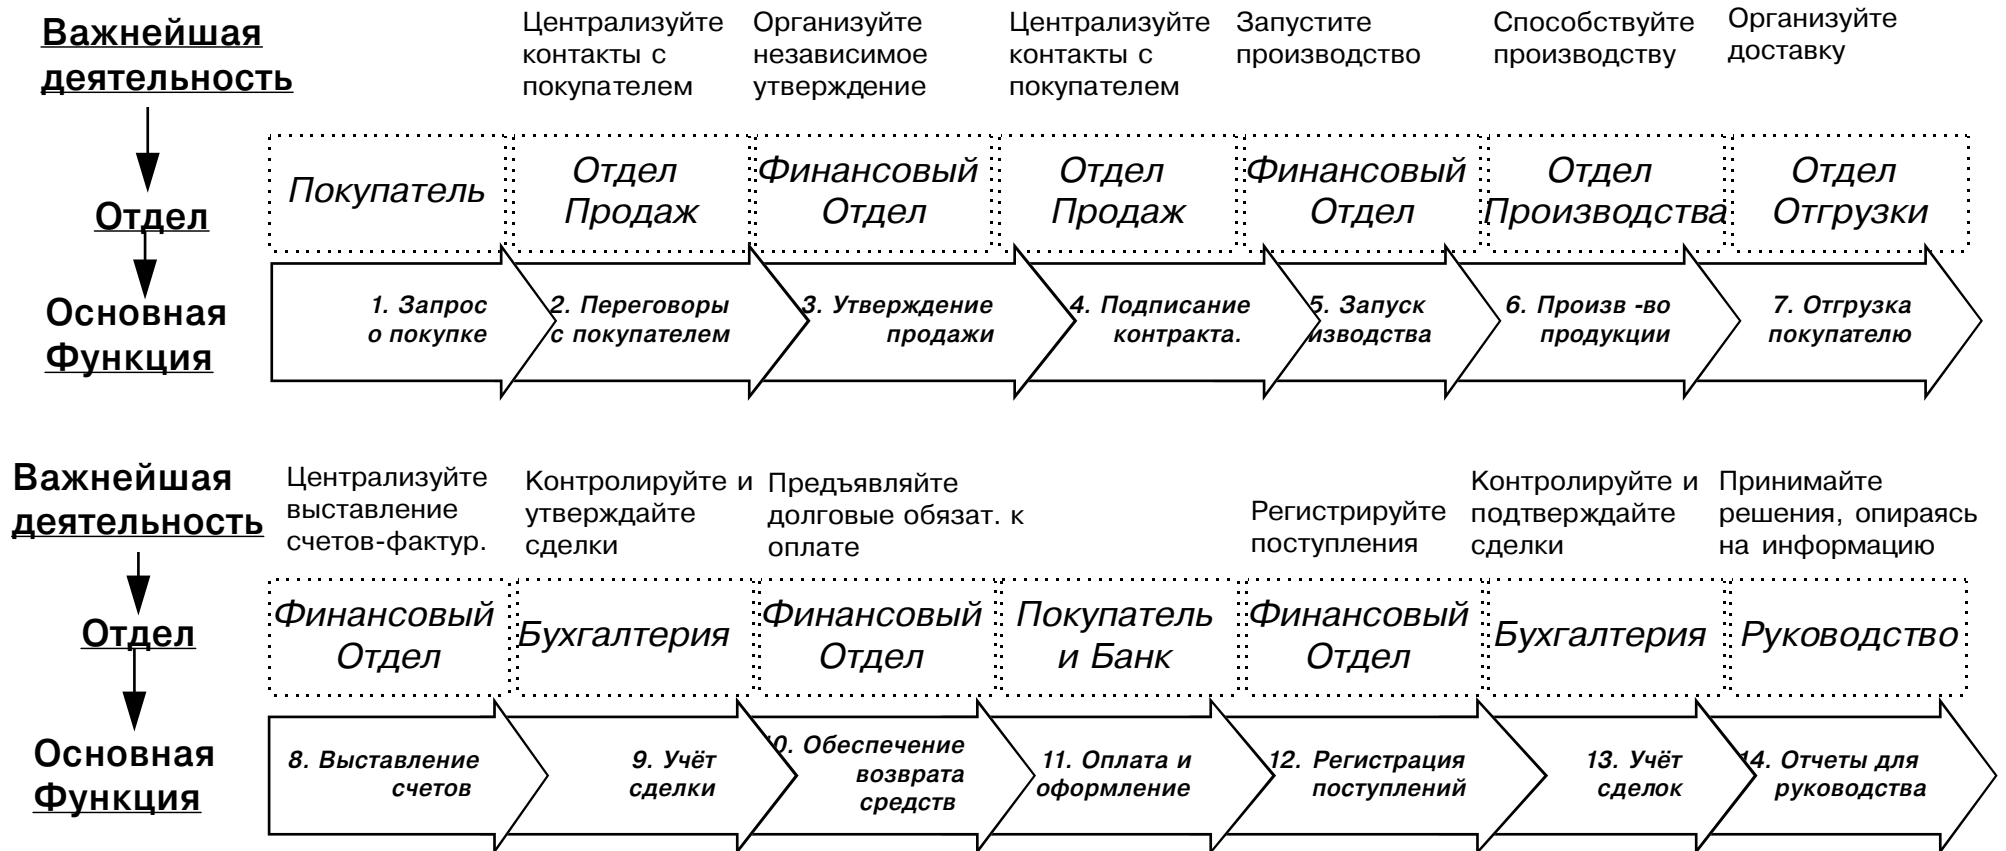 Важнейшая
деятельность
Централизуйте
контакты с
покупателем
Организуйте
независимое
утверждение
Централизуйте
контакты с
покупателем
Запустите
производство
Способствуйте
производству
Организуйте
доставку
Отдел
Покупатель
Отдел
Продаж
Финансовый
Отдел
Отдел
Продаж
Финансовый
Отдел
Отдел
Производства
Отдел
Отгрузки
Основная
Функция
1. Запрос
о покупке
2. Переговоры
с покупателем
3. Утверждение
продажи
4. Подписание
контракта.
5. Запуск
изводства
6. Произв -во
продукции
7. Отгрузка
покупателю
Важнейшая
деятельность
Централизуйте
выставление
счетов-фактур.
Контролируйте и
утверждайте
сделки
Предъявляйте
долговые обязат. к
оплате
Регистрируйте
поступления
Контролируйте и
подтверждайте
сделки
Принимайте
решения, опираясь
на информацию
Отдел
Финансовый
Отдел
Бухгалтерия
Финансовый
Отдел
Покупатель
и Банк
Финансовый
Отдел
Бухгалтерия
Руководство
Основная
Функция
8. Выставление
счетов
9. Учёт
сделки
10. Обеспечение
возврата
средств
11. Оплата и
оформление
12. Регистрация
поступлений
13. Учёт
сделок
14. Отчеты для
руководства